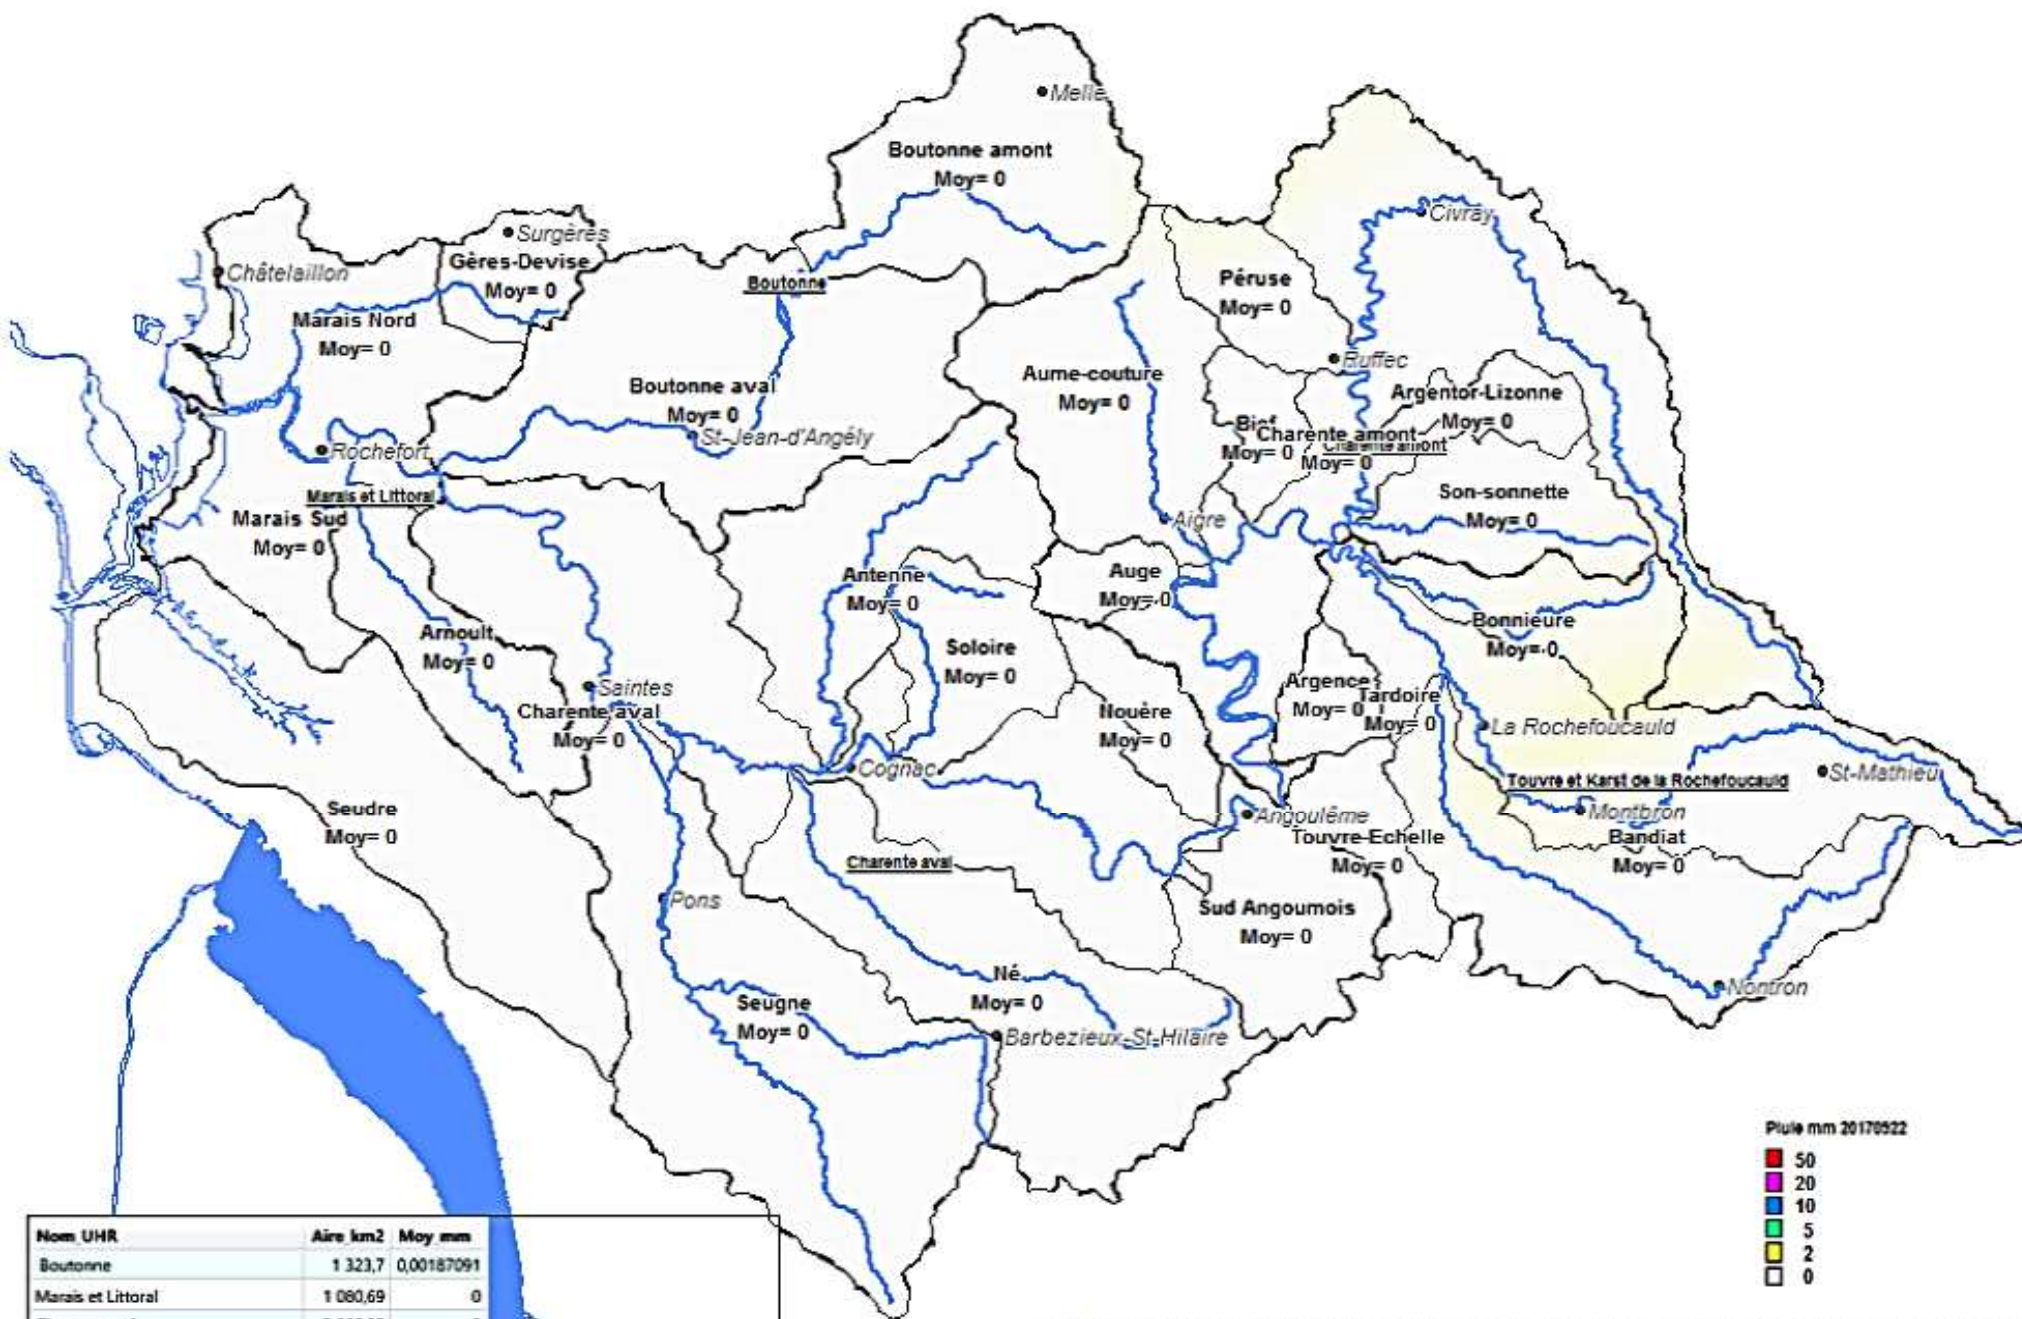 Melle
Boutonne amont
Moy= 0
Civray
Surgères
Gères-Devise
Moy= 0
Châtelaillon
Boutonne
Péruse
Moy= 0
Marais Nord
Moy= 0
Ruffec
Aume-couture
Moy= 0
Boutonne aval
Moy= 0
Argentor-Lizonne
Moy= 0
St-Jean-d'Angély
Bief
Moy= 0
Charente amont
Charente amont
Moy= 0
Rochefort
Marais et Littoral
Son-sonnette
Moy= 0
Marais Sud
Moy= 0
Aigre
Antenne
Moy= 0
Auge
Moy= 0
Bonnieure
Moy= 0
Arnoult
Moy= 0
Soloire
Moy= 0
Saintes
Argence
Moy= 0
Tardoire
Moy= 0
Charente aval
Moy= 0
Nouère
Moy= 0
La Rochefoucauld
Cognac
Touvre et Karst de la Rochefoucauld
St-Mathieu
Seudre
Moy= 0
Angoulême
Montbron
Touvre-Echelle
Moy= 0
Bandiat
Moy= 0
Charente aval
Pons
Sud Angoumois
Moy= 0
Né
Moy= 0
Seugne
Moy= 0
Nontron
Barbezieux-St-Hilaire
Pluie mm 20170922
50
20
10
5
2
0
Nom_UHR Aire_km2 Moy_mm
Boutonne 1 323,7 0,00187091
Marais et Littoral 1 080,69 0